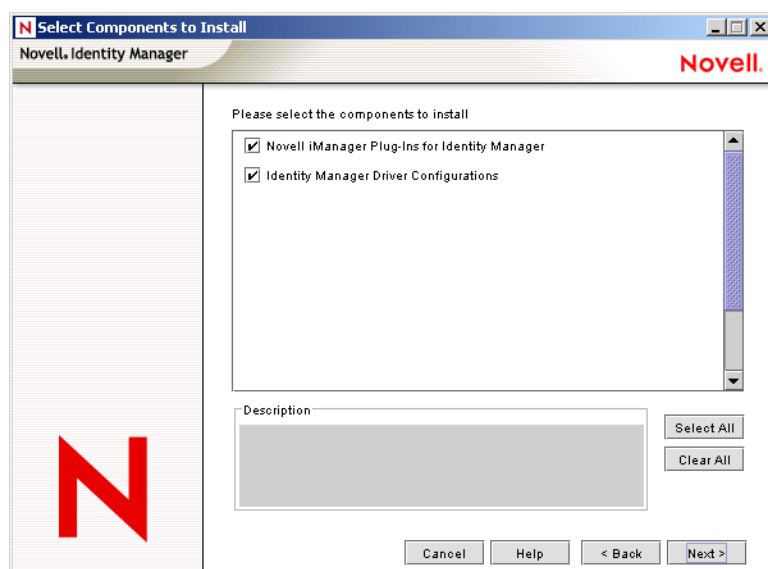 N Select Components to Install
Novell. Identity Manager
Novell.
Please select the components to install
Novell iManager Plug-Ins for Identity Manager
Identity Manager Driver Configurations
Description
Select All
Clear All
N
Cancel Help < Back Next >